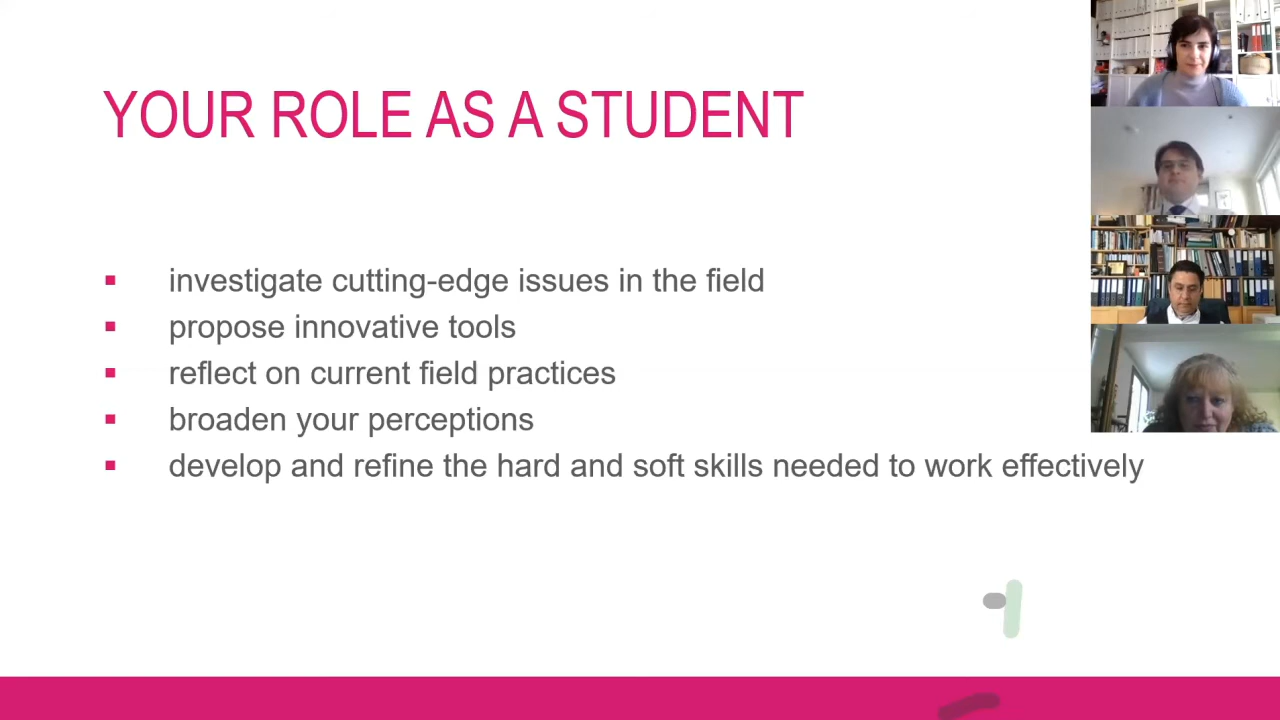 YOUR ROLE AS A STUDENT
investigate cutting-edge issues in the field
propose innovative tools
reflect on current field practices
broaden your perceptions
develop and refine the hard and soft skills needed to work effectively